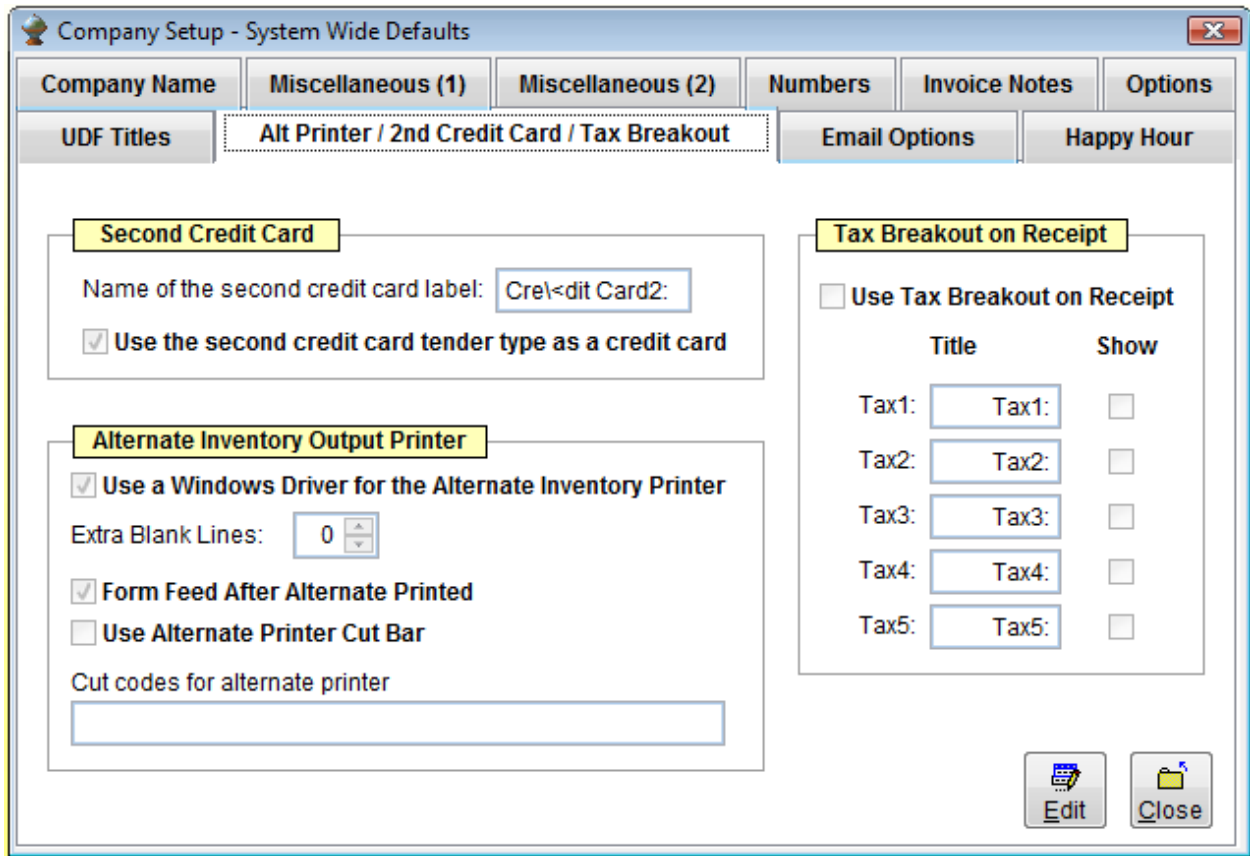 Company Setup - System Wide Defaults
Company Name
Miscellaneous (1)
Miscellaneous (2)
Numbers
Invoice Notes
Options
UDF Titles
Alt Printer / 2nd Credit Card / Tax Breakout
Email Options
Happy Hour
Second Credit Card
Name of the second credit card label: Cre\<dit Card2:
Use the second credit card tender type as a credit card
Alternate Inventory Output Printer
Use a Windows Driver for the Alternate Inventory Printer
Extra Blank Lines: 0
Form Feed After Alternate Printed
Use Alternate Printer Cut Bar
Cut codes for alternate printer
Tax Breakout on Receipt
Use Tax Breakout on Receipt
Title Show
Tax1: Tax1:
Tax2: Tax2:
Tax3: Tax3:
Tax4: Tax4:
Tax5: Tax5:
Edit
Close